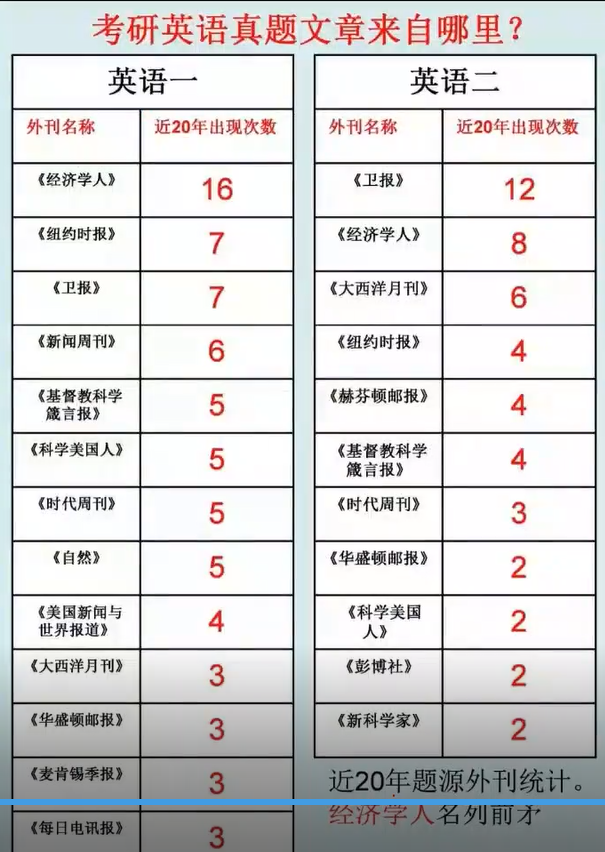 考研英语真题文章来自哪里？
英语一
外刊名称 近20年出现次数
《经济学人》 16
《纽约时报》 7
《卫报》 7
《新闻周刊》 6
《基督教科学
箴言报》 5
《科学美国人》 5
《时代周刊》 5
《自然》 5
《美国新闻与
世界报道》 4
《大西洋月刊》 3
《华盛顿邮报》 3
《麦肯锡季报》 3
《每日电讯报》 3
英语二
外刊名称 近20年出现次数
《卫报》 12
《经济学人》 8
《大西洋月刊》 6
《纽约时报》 4
《赫芬顿邮报》 4
《基督教科学
箴言报》 4
《时代周刊》 3
《华盛顿邮报》 2
《科学美国
人》 2
《彭博社》 2
《新科学家》 2
近20年题源外刊统计。
经济学人名列前矛